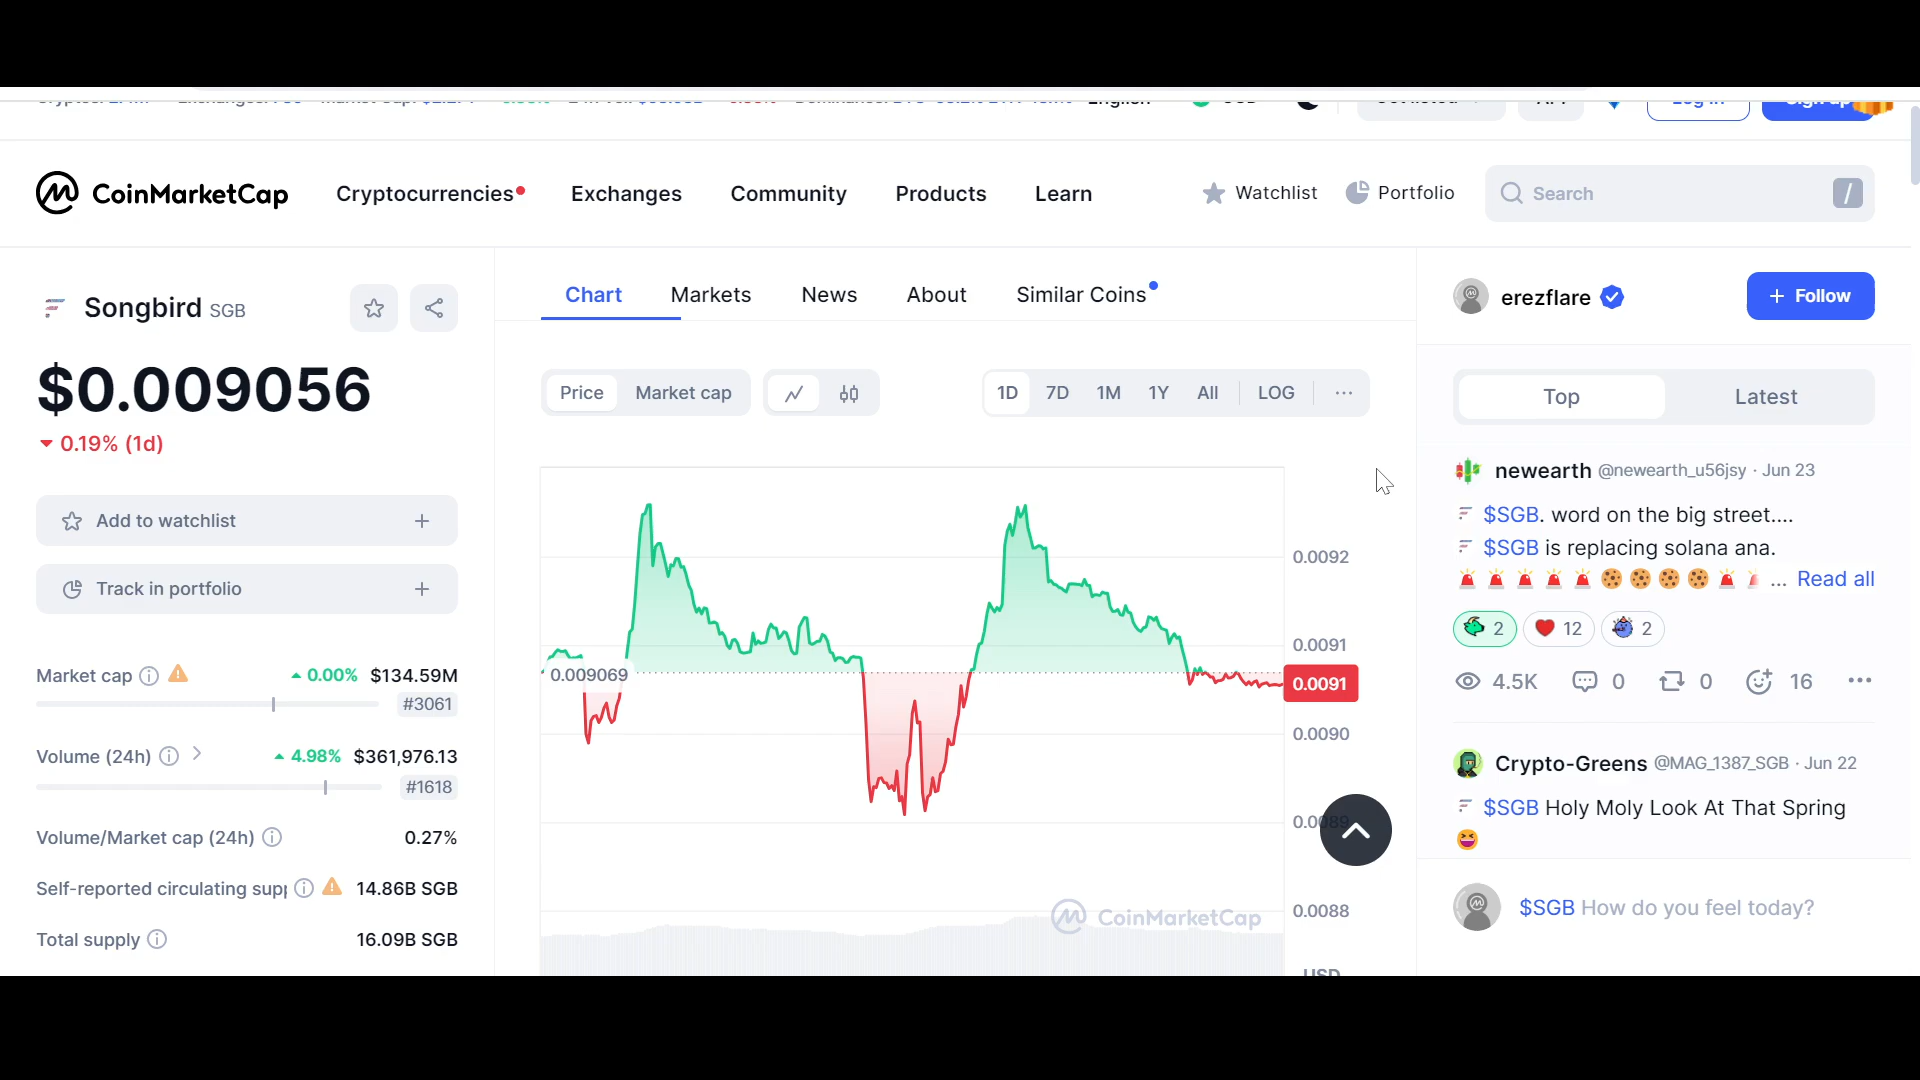 CoinMarketCap
Cryptocurrencies
Exchanges
Community
Products
Learn
Watchlist
Portfolio
Search
/
Songbird SGB
$0.009056
0.19% (1d)
Add to watchlist
Track in portfolio
Market cap
0.00% $134.59M
#3061
Volume (24h)
4.98% $361,976.13
#1618
Volume/Market cap (24h)
0.27%
Self-reported circulating supp
14.86B SGB
Total supply
16.09B SGB
Chart
Markets
News
About
Similar Coins
Price
Market cap
1D
7D
1M
1Y
All
LOG
0.0092
0.0091
0.009069
0.0091
0.0090
0.0089
0.0088
CoinMarketCap
USD
erezflare
+ Follow
Top
Latest
newearth @newearth_u56jsy · Jun 23
$SGB. word on the big street....
$SGB is replacing solana ana.
... Read all
2
12
2
4.5K
0
0
16
Crypto-Greens @MAG_1387_SGB · Jun 22
$SGB Holy Moly Look At That Spring
$SGB How do you feel today?